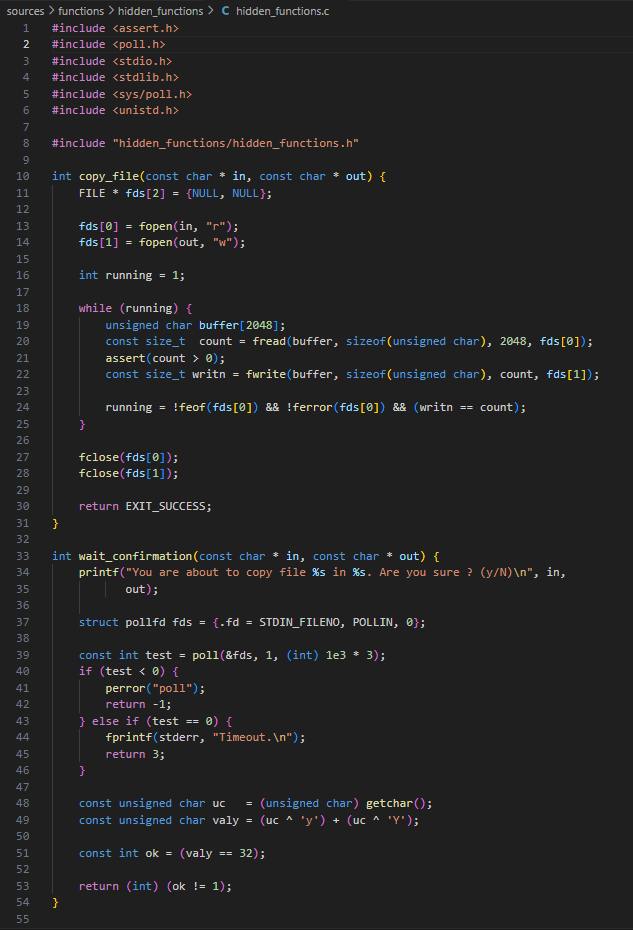 sources > functions > hidden_functions > C hidden_functions.c
1 #include <assert.h>
2 #include <poll.h>
3 #include <stdio.h>
4 #include <stdlib.h>
5 #include <sys/poll.h>
6 #include <unistd.h>
7
8 #include "hidden_functions/hidden_functions.h"
9
10 int copy_file(const char * in, const char * out) {
11     FILE * fds[2] = {NULL, NULL};
12
13     fds[0] = fopen(in, "r");
14     fds[1] = fopen(out, "w");
15
16     int running = 1;
17
18     while (running) {
19         unsigned char buffer[2048];
20         const size_t  count = fread(buffer, sizeof(unsigned char), 2048, fds[0]);
21         assert(count > 0);
22         const size_t writn = fwrite(buffer, sizeof(unsigned char), count, fds[1]);
23
24         running = !feof(fds[0]) && !ferror(fds[0]) && (writn == count);
25     }
26
27     fclose(fds[0]);
28     fclose(fds[1]);
29
30     return EXIT_SUCCESS;
31 }
32
33 int wait_confirmation(const char * in, const char * out) {
34     printf("You are about to copy file %s in %s. Are you sure ? (y/N)\n", in,
35            out);
36
37     struct pollfd fds = {.fd = STDIN_FILENO, POLLIN, 0};
38
39     const int test = poll(&fds, 1, (int) 1e3 * 3);
40     if (test < 0) {
41         perror("poll");
42         return -1;
43     } else if (test == 0) {
44         fprintf(stderr, "Timeout.\n");
45         return 3;
46     }
47
48     const unsigned char uc   = (unsigned char) getchar();
49     const unsigned char valy = (uc ^ 'y') + (uc ^ 'Y');
50
51     const int ok = (valy == 32);
52
53     return (int) (ok != 1);
54 }
55